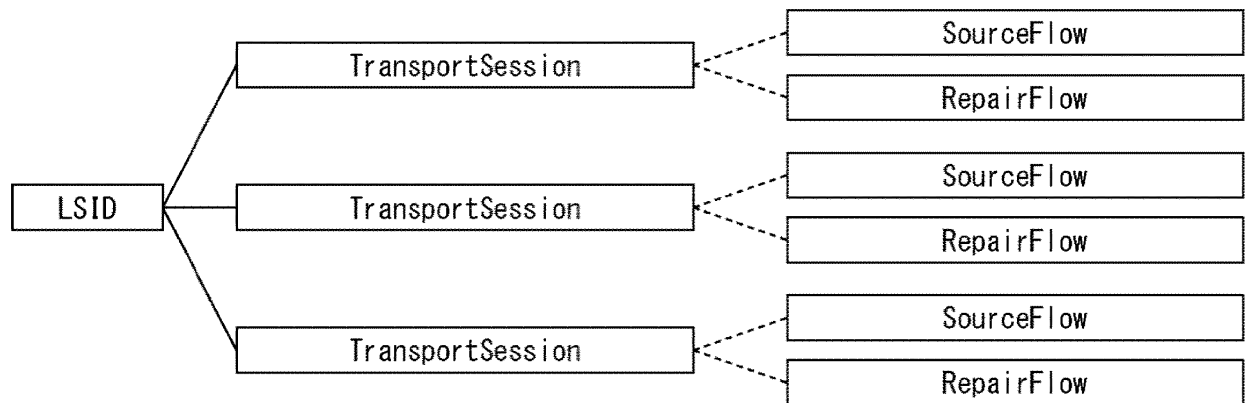 SourceFlow
TransportSession
RepairFlow
SourceFlow
LSID
TransportSession
RepairFlow
SourceFlow
TransportSession
RepairFlow